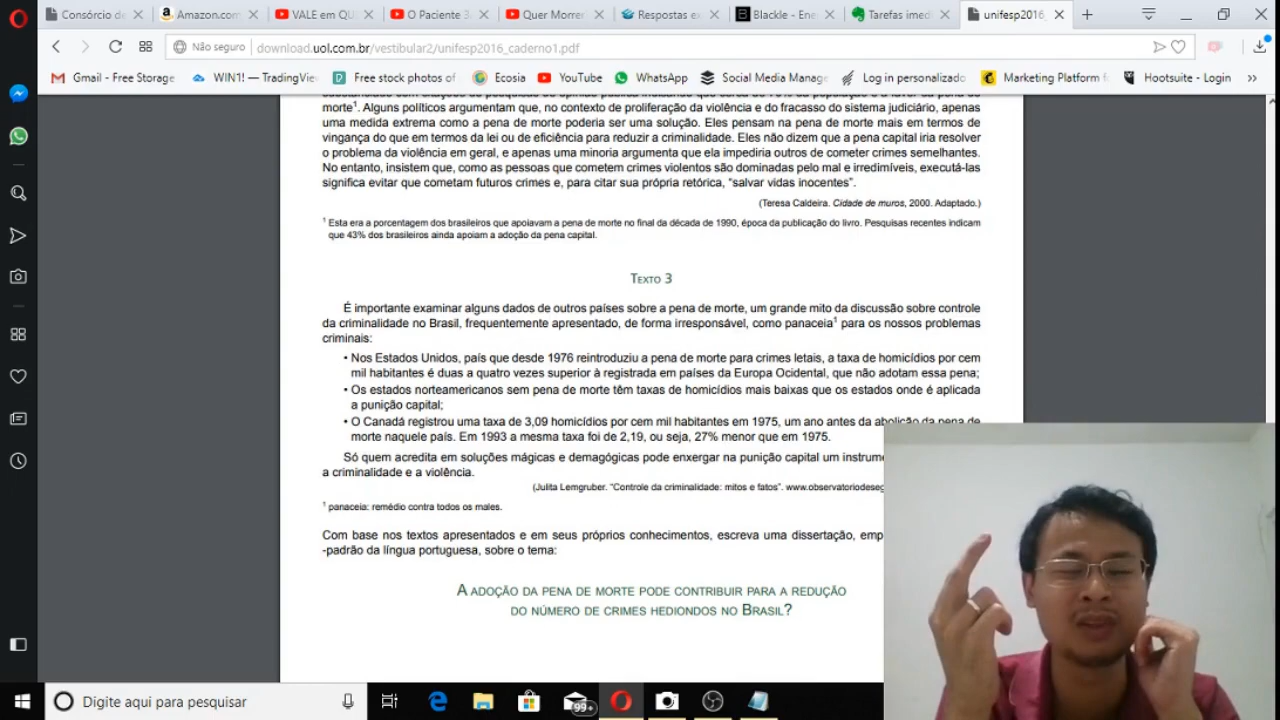 Consórcio d
Amazon.com
VALE em QU
O Paciente 3
Quer Morre
Respostas e
Blackle - Ene
Tarefas imed
unifesp2016_
Não seguro
download.uol.com.br/vestibular2/unifesp2016_caderno1.pdf
Gmail - Free Storage
WIN1! — TradingVi
Free stock photos of
Ecosia
YouTube
WhatsApp
Social Media Manage
Log in personalizado
Marketing Platform f
Hootsuite - Login
morte¹. Alguns políticos argumentam que, no contexto de proliferação da violência e do fracasso do sistema judiciário, apenas
uma medida extrema como a pena de morte poderia ser uma solução. Eles pensam na pena de morte mais em termos de
vingança do que em termos da lei ou de eficiência para reduzir a criminalidade. Eles não dizem que a pena capital iria resolver
o problema da violência em geral, e apenas uma minoria argumenta que ela impediria outros de cometer crimes semelhantes.
No entanto, insistem que, como as pessoas que cometem crimes violentos são dominadas pelo mal e irredimíveis, executá-las
significa evitar que cometam futuros crimes e, para citar sua própria retórica, “salvar vidas inocentes”.
(Teresa Caldeira. Cidade de muros, 2000. Adaptado.)
¹ Esta era a porcentagem dos brasileiros que apoiavam a pena de morte no final da década de 1990, época da publicação do livro. Pesquisas recentes indicam
que 43% dos brasileiros ainda apoiam a adoção da pena capital.
Texto 3
É importante examinar alguns dados de outros países sobre a pena de morte, um grande mito da discussão sobre controle
da criminalidade no Brasil, frequentemente apresentado, de forma irresponsável, como panaceia¹ para os nossos problemas
criminais:
• Nos Estados Unidos, país que desde 1976 reintroduziu a pena de morte para crimes letais, a taxa de homicídios por cem
mil habitantes é duas a quatro vezes superior à registrada em países da Europa Ocidental, que não adotam essa pena;
• Os estados norteamericanos sem pena de morte têm taxas de homicídios mais baixas que os estados onde é aplicada
a punição capital;
• O Canadá registrou uma taxa de 3,09 homicídios por cem mil habitantes em 1975, um ano antes da abolição da pena de
morte naquele país. Em 1993 a mesma taxa foi de 2,19, ou seja, 27% menor que em 1975.
Só quem acredita em soluções mágicas e demagógicas pode enxergar na punição capital um instrum
a criminalidade e a violência.
(Julita Lemgruber. “Controle da criminalidade: mitos e fatos”. www.observatoriodeseg
¹ panaceia: remédio contra todos os males.
Com base nos textos apresentados e em seus próprios conhecimentos, escreva uma dissertação, emp
-padrão da língua portuguesa, sobre o tema:
A adoção da pena de morte pode contribuir para a redução
do número de crimes hediondos no Brasil?
Digite aqui para pesquisar
99+